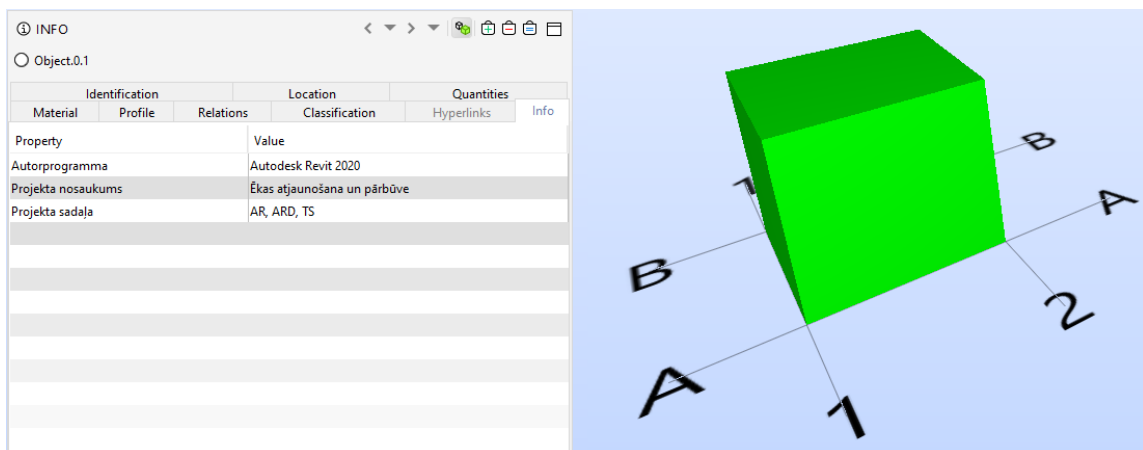 INFO
Object.0.1
Identification Location Quantities
Material Profile Relations Classification Hyperlinks Info
Property Value
Autorprogramma Autodesk Revit 2020
Projekta nosaukums Ēkas atjaunošana un pārbūve
Projekta sadaļa AR, ARD, TS
B
1
A
B
2
A
1